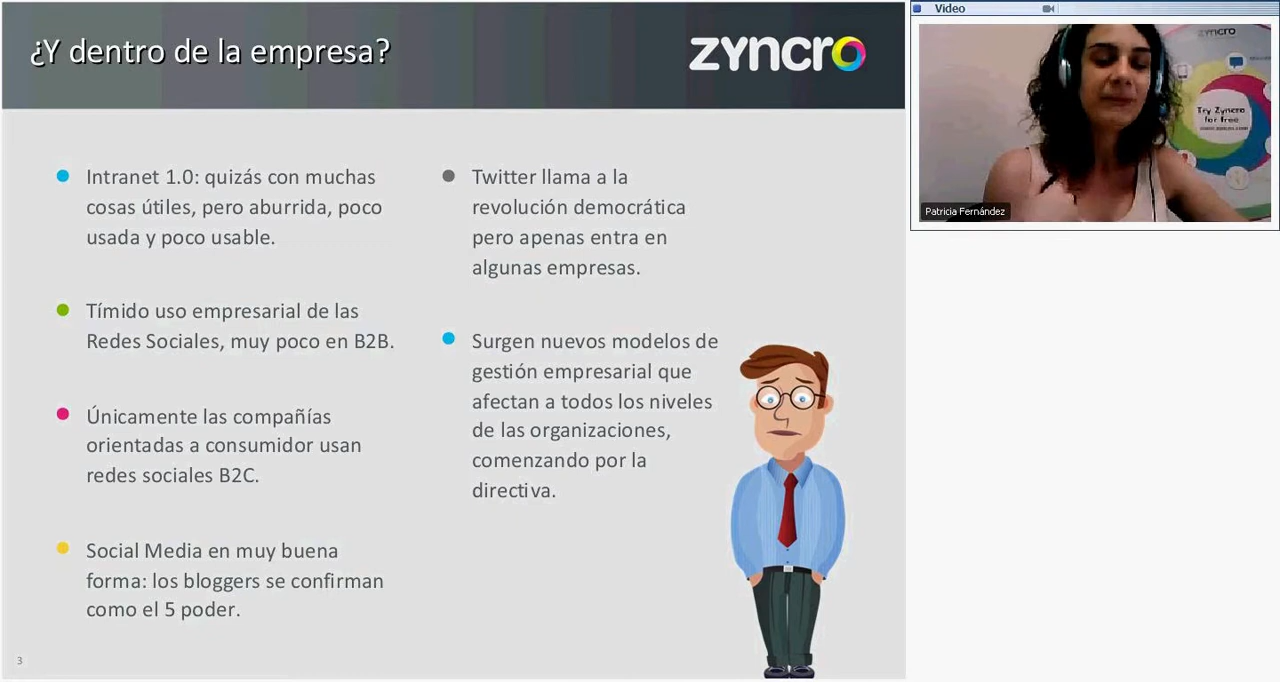 ¿Y dentro de la empresa?
zyncro
Intranet 1.0: quizás con muchas
cosas útiles, pero aburrida, poco
usada y poco usable.
Tímido uso empresarial de las
Redes Sociales, muy poco en B2B.
Únicamente las compañías
orientadas a consumidor usan
redes sociales B2C.
Social Media en muy buena
forma: los bloggers se confirman
como el 5 poder.
Twitter llama a la
revolución democrática
pero apenas entra en
algunas empresas.
Surgen nuevos modelos de
gestión empresarial que
afectan a todos los niveles
de las organizaciones,
comenzando por la
directiva.
3
Video
zyncro
Try Zyncro
for free
Patricia Fernández